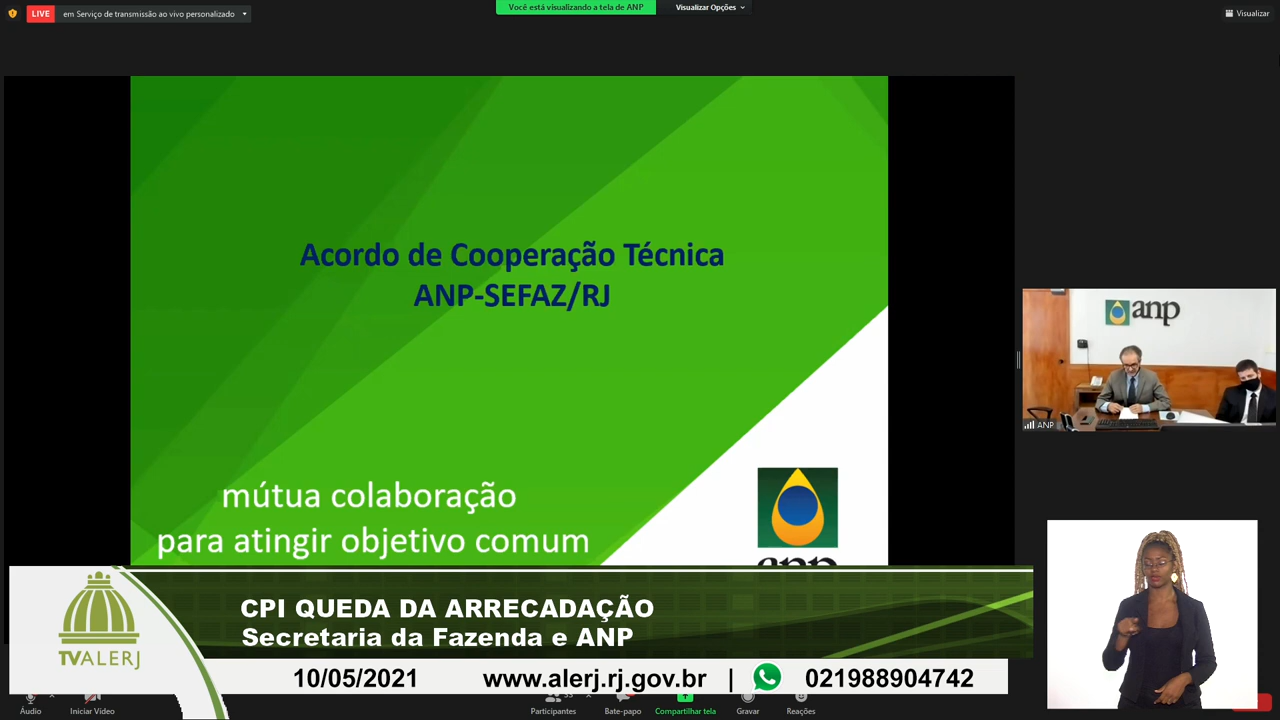 LIVE em Serviço de transmissão ao vivo personalizado
Você está visualizando a tela de ANP
Visualizar Opções
Visualizar
Acordo de Cooperação Técnica
ANP-SEFAZ/RJ
mútua colaboração
para atingir objetivo comum
anp
anp
ANP
CPI QUEDA DA ARRECADAÇÃO
Secretaria da Fazenda e ANP
TVALERJ
10/05/2021 www.alerj.rj.gov.br | 021988904742
Áudio
Iniciar Vídeo
Participantes
Bate-papo
Compartilhar tela
Gravar
Reações